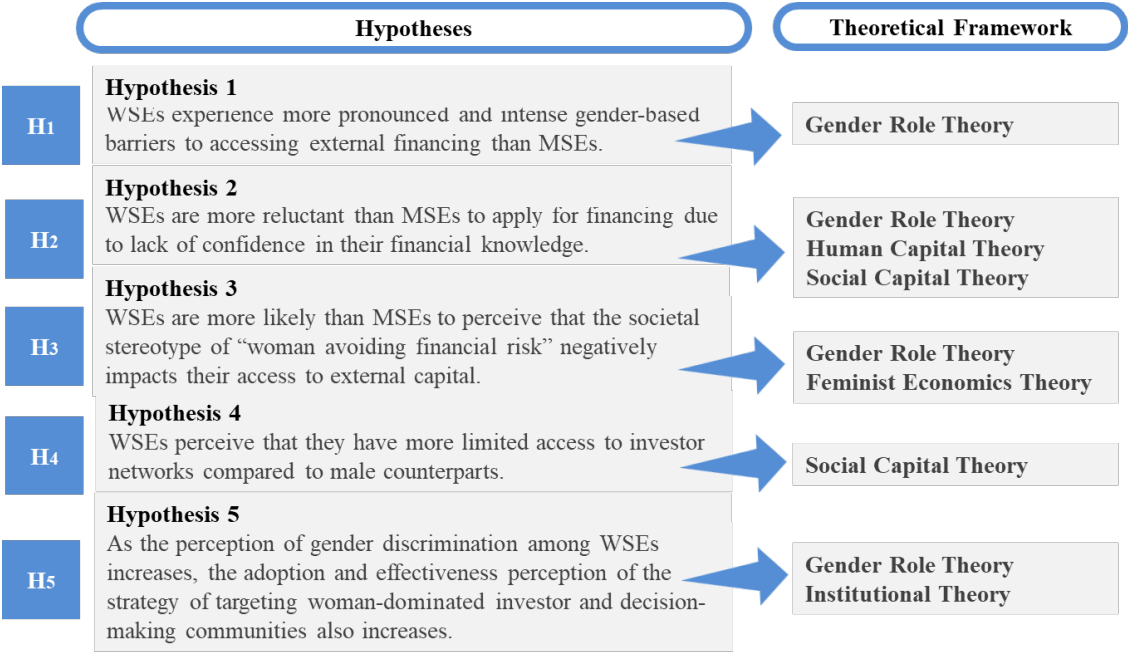 Hypotheses
Theoretical Framework
H1
Hypothesis 1
WSEs experience more pronounced and intense gender-based
barriers to accessing external financing than MSEs.
Gender Role Theory
H2
Hypothesis 2
WSEs are more reluctant than MSEs to apply for financing due
to lack of confidence in their financial knowledge.
Gender Role Theory
Human Capital Theory
Social Capital Theory
H3
Hypothesis 3
WSEs are more likely than MSEs to perceive that the societal
stereotype of “woman avoiding financial risk” negatively
impacts their access to external capital.
Gender Role Theory
Feminist Economics Theory
H4
Hypothesis 4
WSEs perceive that they have more limited access to investor
networks compared to male counterparts.
Social Capital Theory
H5
Hypothesis 5
As the perception of gender discrimination among WSEs
increases, the adoption and effectiveness perception of the
strategy of targeting woman-dominated investor and decision-
making communities also increases.
Gender Role Theory
Institutional Theory